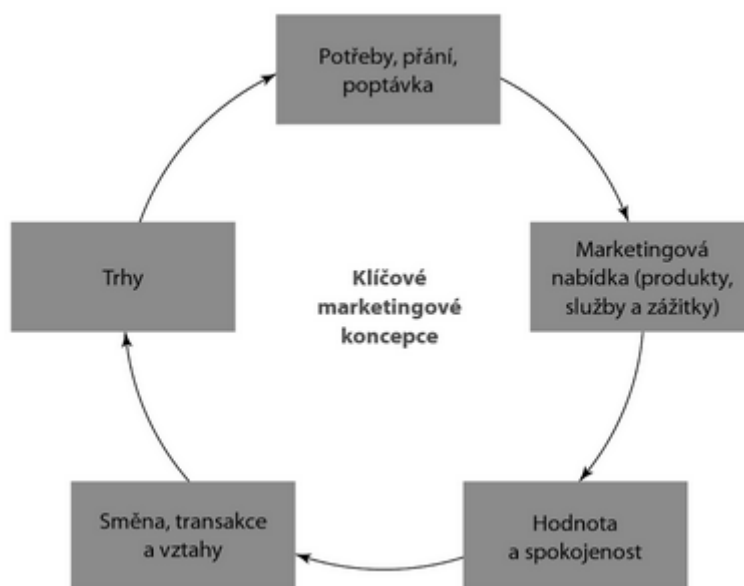 Potřeby, přání,
poptávka
Marketingová
nabídka (produkty,
služby a zážitky)
Trhy
Klíčové
marketingové
koncepce
Směna, transakce
a vztahy
Hodnota
a spokojenost